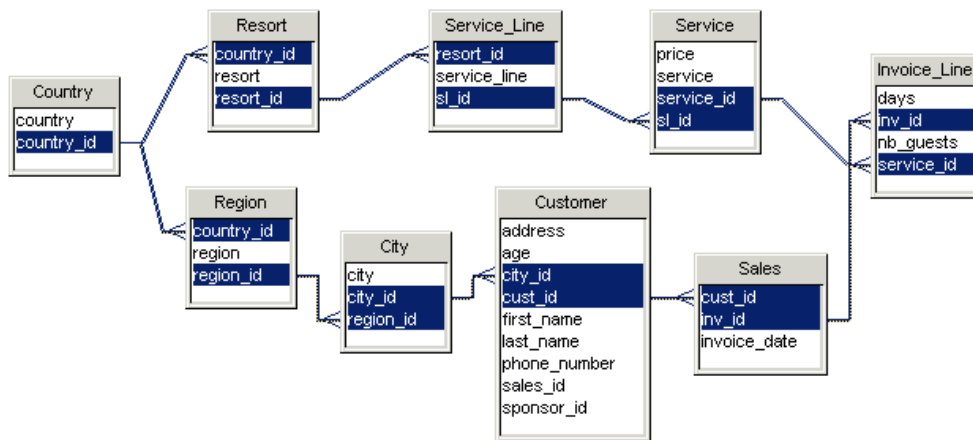 Country
country
country_id
Resort
country_id
resort
resort_id
Service_Line
resort_id
service_line
sl_id
Service
price
service
service_id
sl_id
Invoice_Line
days
inv_id
nb_guests
service_id
Region
country_id
region
region_id
City
city
city_id
region_id
Customer
address
age
city_id
cust_id
first_name
last_name
phone_number
sales_id
sponsor_id
Sales
cust_id
inv_id
invoice_date